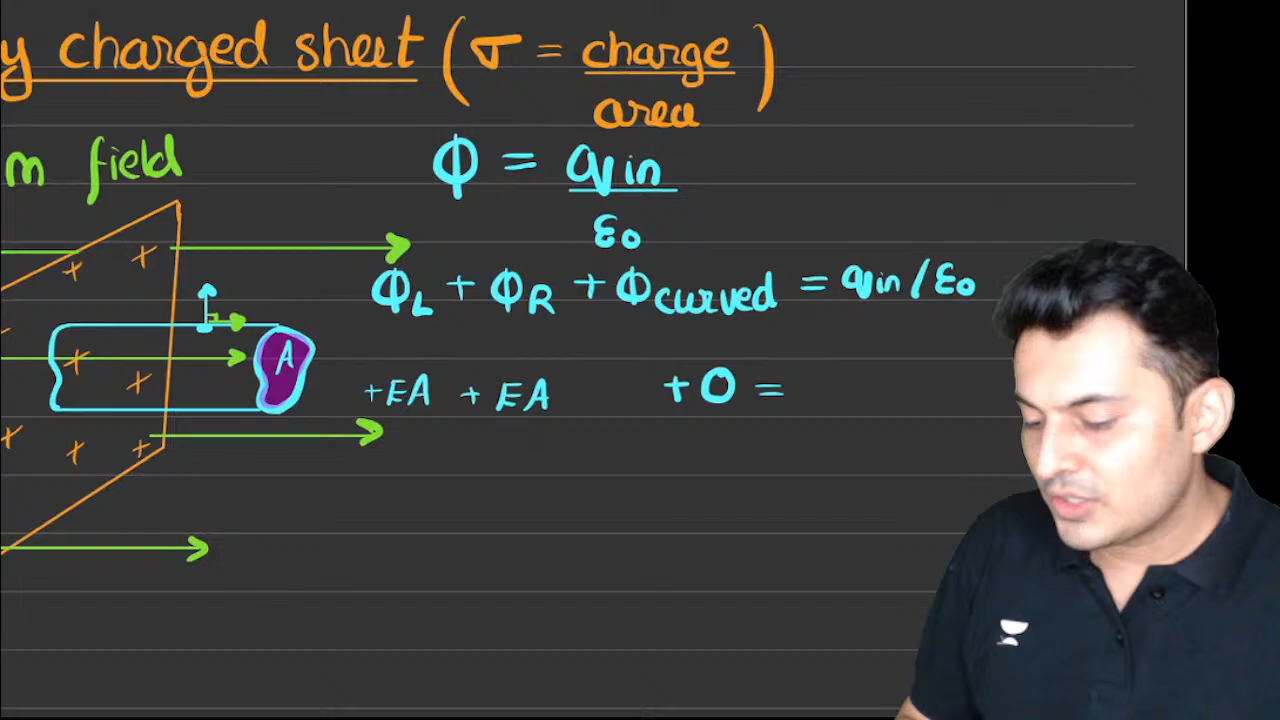 y charged sheet (σ = charge/area)
m field
Φ = qin/ε0
ΦL + ΦR + Φcurved = qin/ε0
A
+EA + EA +0 =